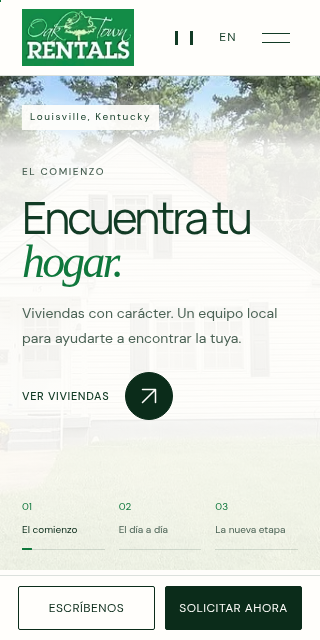 Oak Town
RENTALS
EN
Louisville, Kentucky
EL COMIENZO
Encuentra tu
hogar.
Viviendas con carácter. Un equipo local
para ayudarte a encontrar la tuya.
VER VIVIENDAS
01
El comienzo
02
El día a día
03
La nueva etapa
ESCRÍBENOS
SOLICITAR AHORA